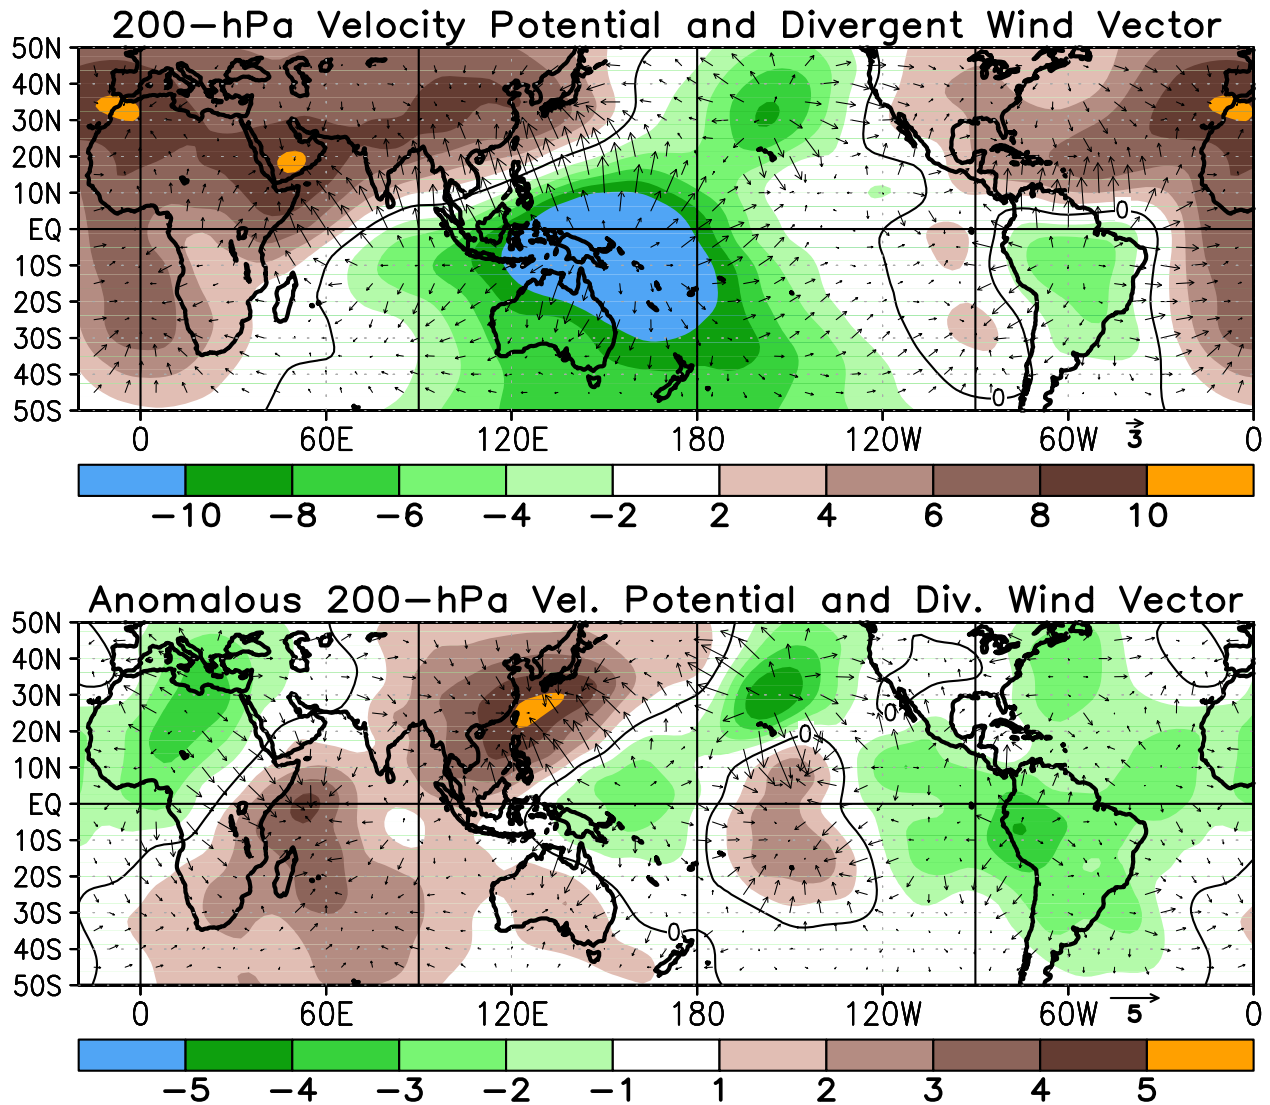 200-hPa Velocity Potential and Divergent Wind Vector
50N
40N
30N
20N
10N
EQ
10S
20S
30S
40S
50S
0
0
0 60E 120E 180 120W 60W 0
3
-10 -8 -6 -4 -2 2 4 6 8 10
Anomalous 200-hPa Vel. Potential and Div. Wind Vector
50N
40N
30N
20N
10N
EQ
10S
20S
30S
40S
50S
0
0
0
0 60E 120E 180 120W 60W 0
5
-5 -4 -3 -2 -1 1 2 3 4 5